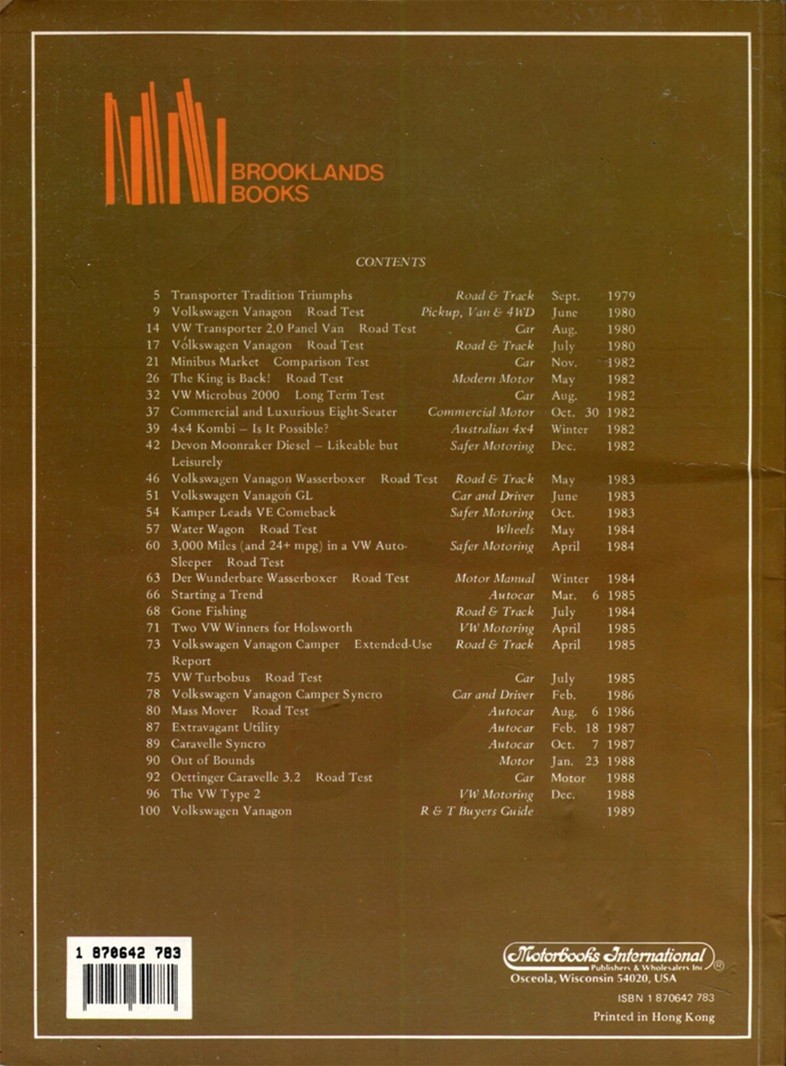 BROOKLANDS
BOOKS
CONTENTS
5 Transporter Tradition Triumphs Road & Track Sept. 1979
9 Volkswagen Vanagon Road Test Pickup, Van & 4WD June 1980
14 VW Transporter 2,0 Panel Van Road Test Car Aug. 1980
17 Volkswagen Vanagon Road Test Road & Track July 1980
21 Minibus Market Comparison Test Car Nov. 1982
26 The King is Back! Road Test Modern Motor May 1982
32 VW Microbus 2000 Long Term Test Car Aug. 1982
37 Commercial and Luxurious Eight-Seater Commercial Motor Oct. 30 1982
39 4x4 Kombi – Is It Possible? Australian 4x4 Winter 1982
42 Devon Moonraker Diesel – Likeable but Safer Motoring Dec. 1982
Leisurely
46 Volkswagen Vanagon Wasserboxer Road Test Road & Track May 1983
51 Volkswagen Vanagon GL Car and Driver June 1983
54 Kamper Leads VE Comeback Safer Motoring Oct. 1983
57 Water Wagon Road Test Wheels May 1984
60 3,000 Miles (and 24+ mpg) in a VW Auto- Safer Motoring April 1984
Sleeper Road Test
63 Der Wunderbare Wasserboxer Road Test Motor Manual Winter 1984
66 Starting a Trend Autocar Mar. 6 1985
68 Gone Fishing Road & Track July 1984
71 Two VW Winners for Holsworth VW Motoring April 1985
73 Volkswagen Vanagon Camper Extended-Use Road & Track April 1985
Report
75 VW Turbobus Road Test Car July 1985
78 Volkswagen Vanagon Camper Syncro Car and Driver Feb. 1986
80 Mass Mover Road Test Autocar Aug. 6 1986
87 Extravagant Utility Autocar Feb. 18 1987
89 Caravelle Syncro Autocar Oct. 7 1987
90 Out of Bounds Motor Jan. 23 1988
92 Oettinger Caravelle 3.2 Road Test Car Motor 1988
96 The VW Type 2 VW Motoring Dec. 1988
100 Volkswagen Vanagon R & T Buyers Guide 1989
1 870642 783
Motorbooks International
Publishers & Wholesalers Inc ®
Osceola, Wisconsin 54020, USA
ISBN 1 870642 783
Printed in Hong Kong